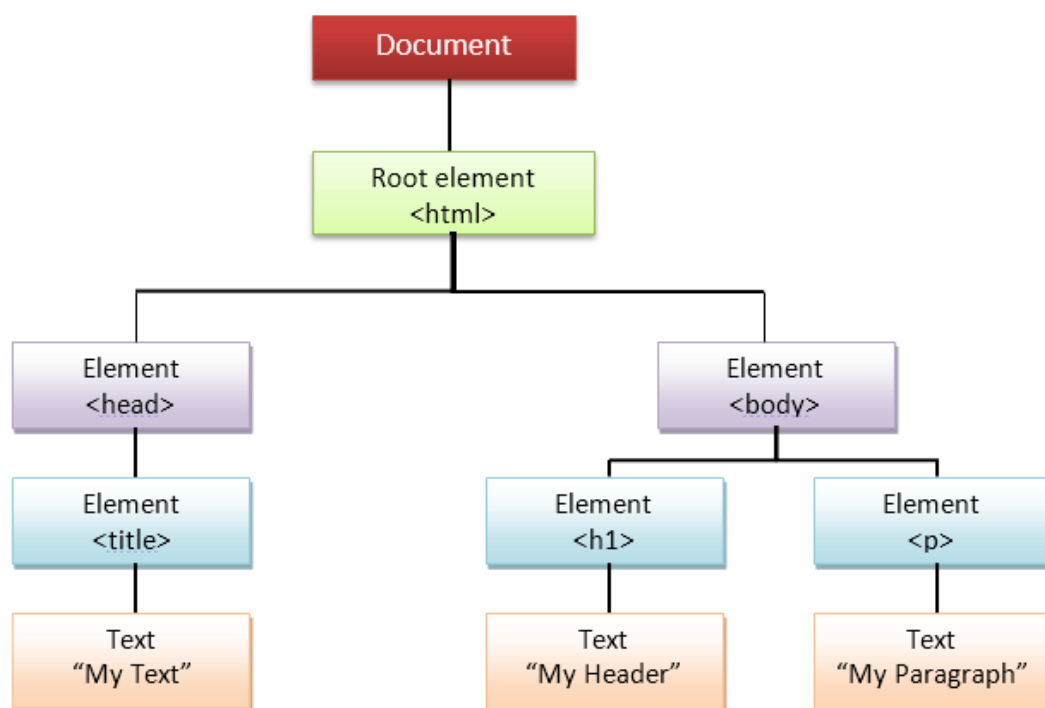 Document
Root element
<html>
Element
<head>
Element
<body>
Element
<title>
Element
<h1>
Element
<p>
Text
“My Text”
Text
“My Header”
Text
“My Paragraph”